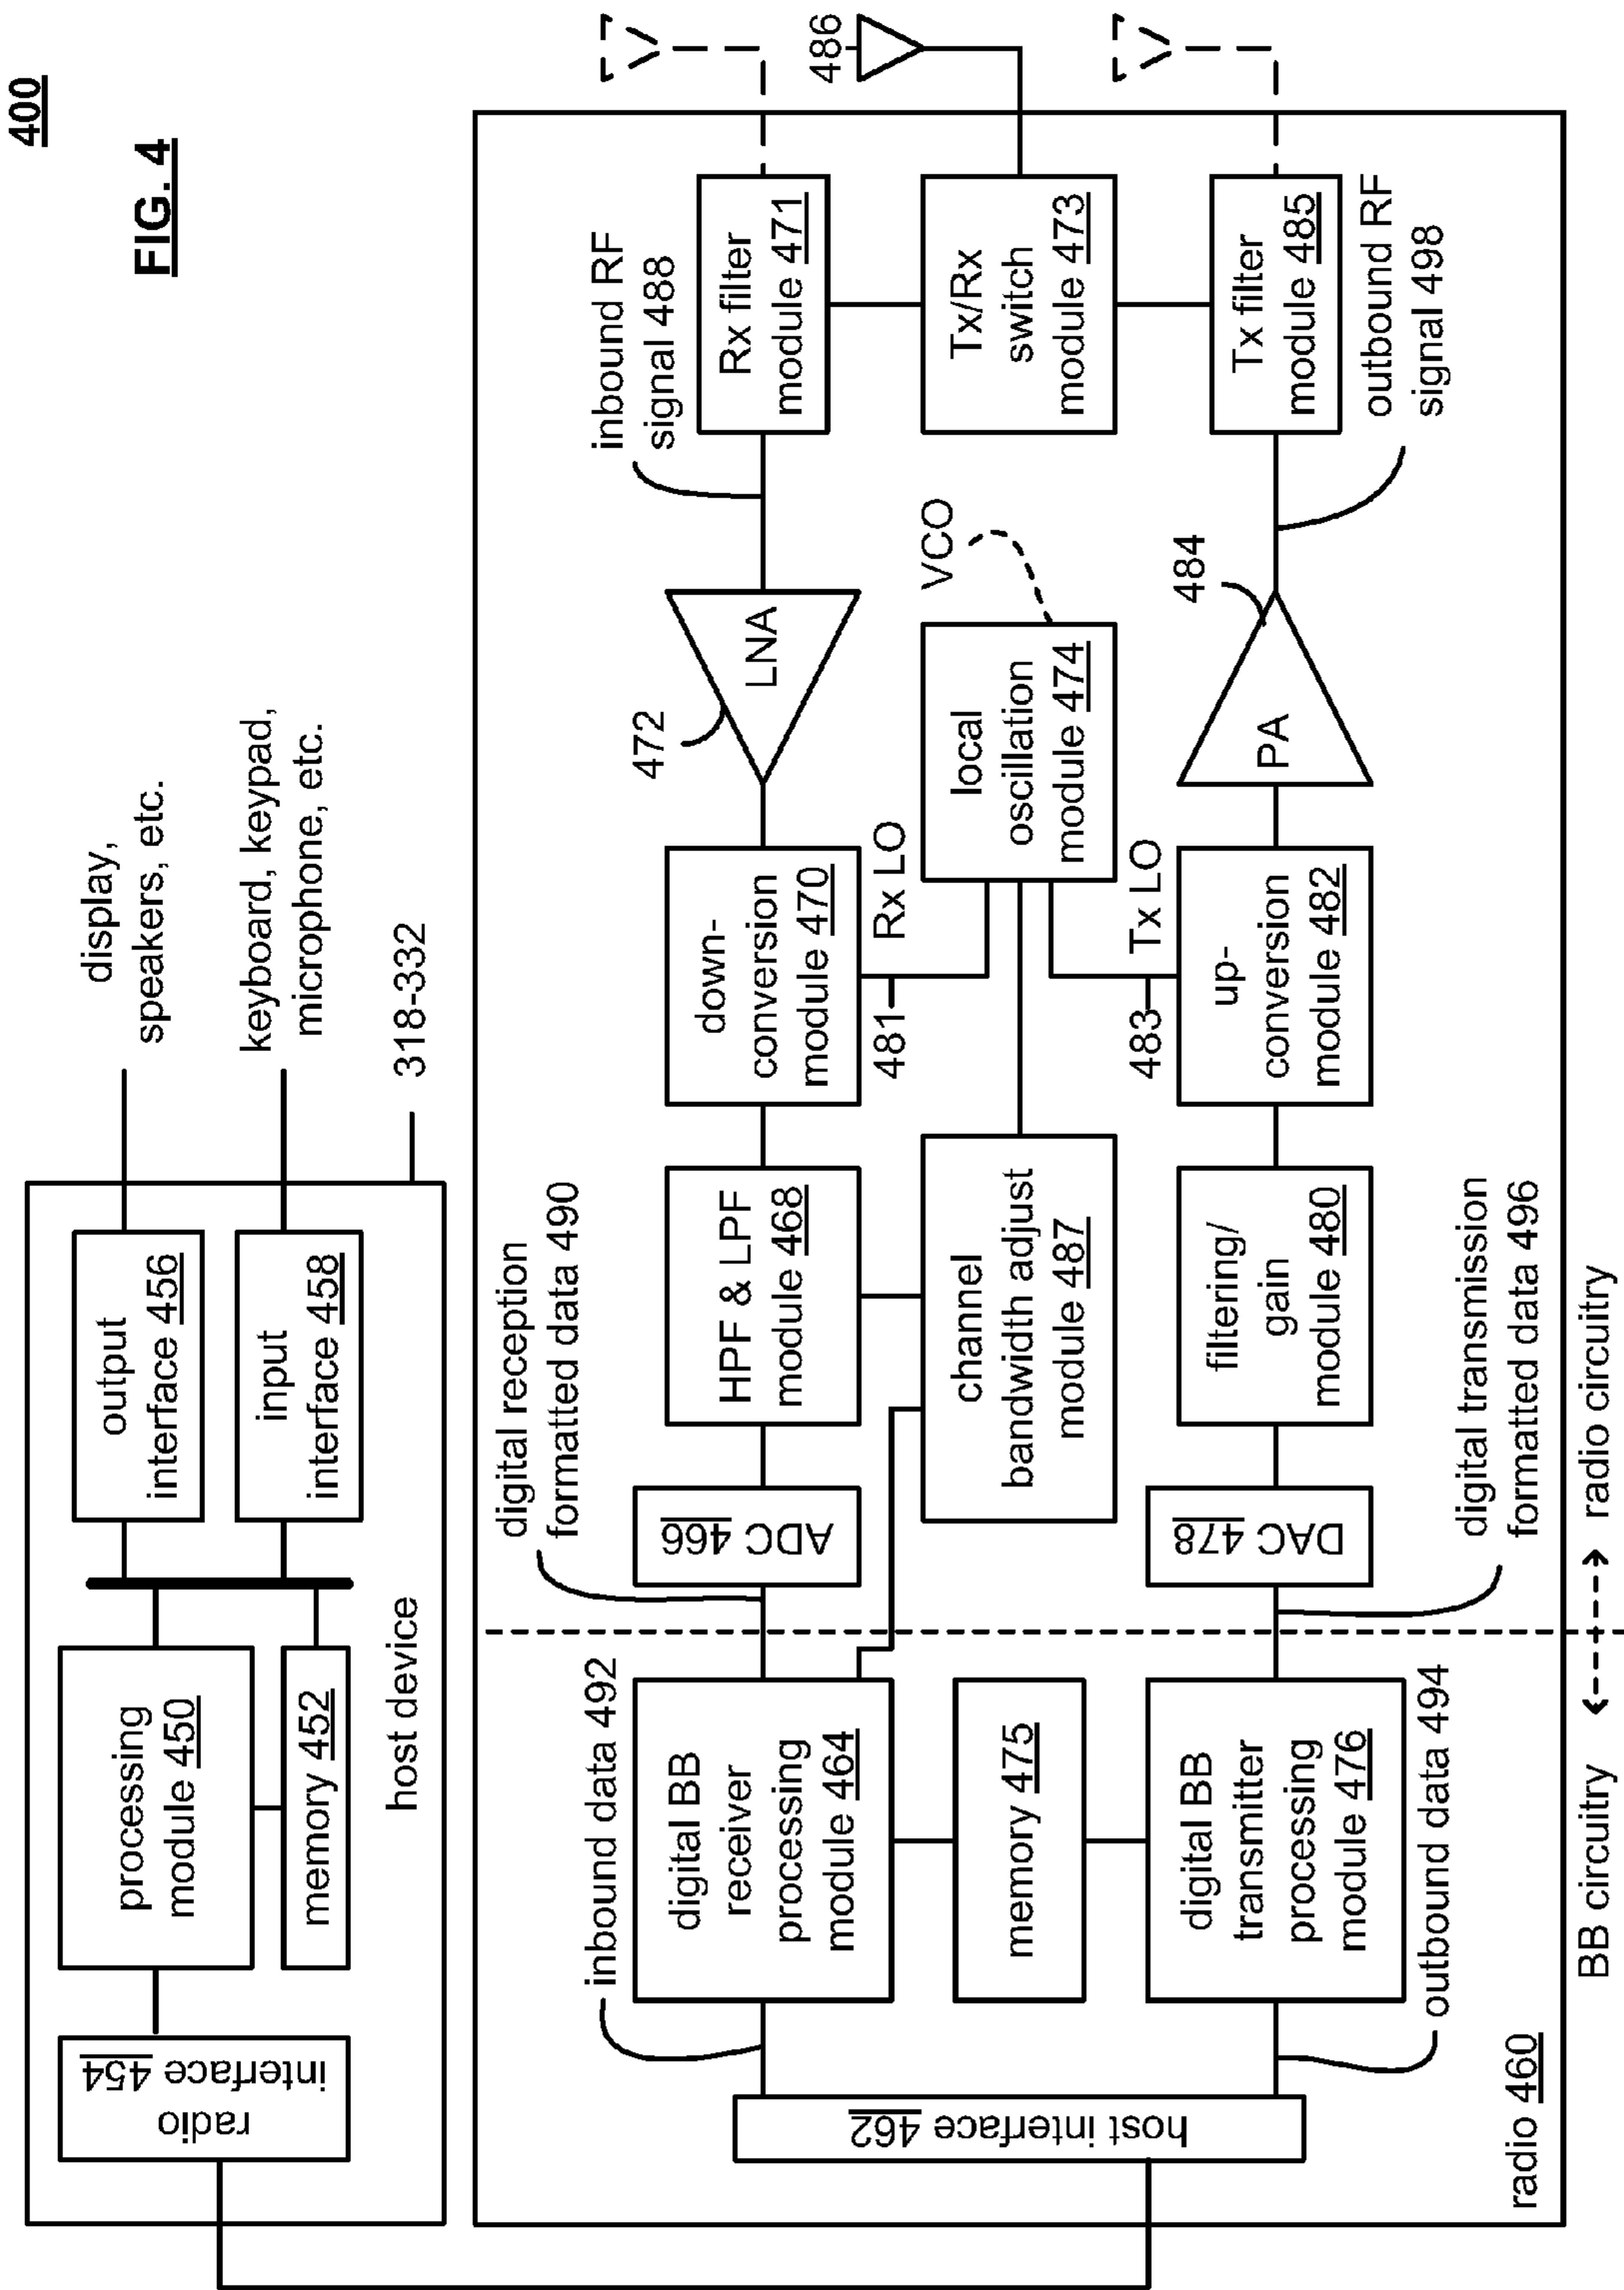 400
FIG. 4
display,
speakers, etc.
keyboard, keypad,
microphone, etc.
318-332
output
interface 456
input
interface 458
processing
module 450
memory 452
host device
radio
interface 454
486
Rx filter
module 471
inbound RF
signal 488
Tx/Rx
switch
module 473
Tx filter
module 485
outbound RF
signal 498
LNA
472
VCO
local
oscillation
module 474
484
PA
down-
conversion
module 470
Rx LO
481
Tx LO
483
up-
conversion
module 482
HPF & LPF
module 468
channel
bandwidth adjust
module 487
filtering/
gain
module 480
digital reception
formatted data 490
ADC 466
DAC 478
digital transmission
formatted data 496
inbound data 492
digital BB
receiver
processing
module 464
memory 475
digital BB
transmitter
processing
module 476
outbound data 494
host interface 462
radio 460
BB circuitry
radio circuitry